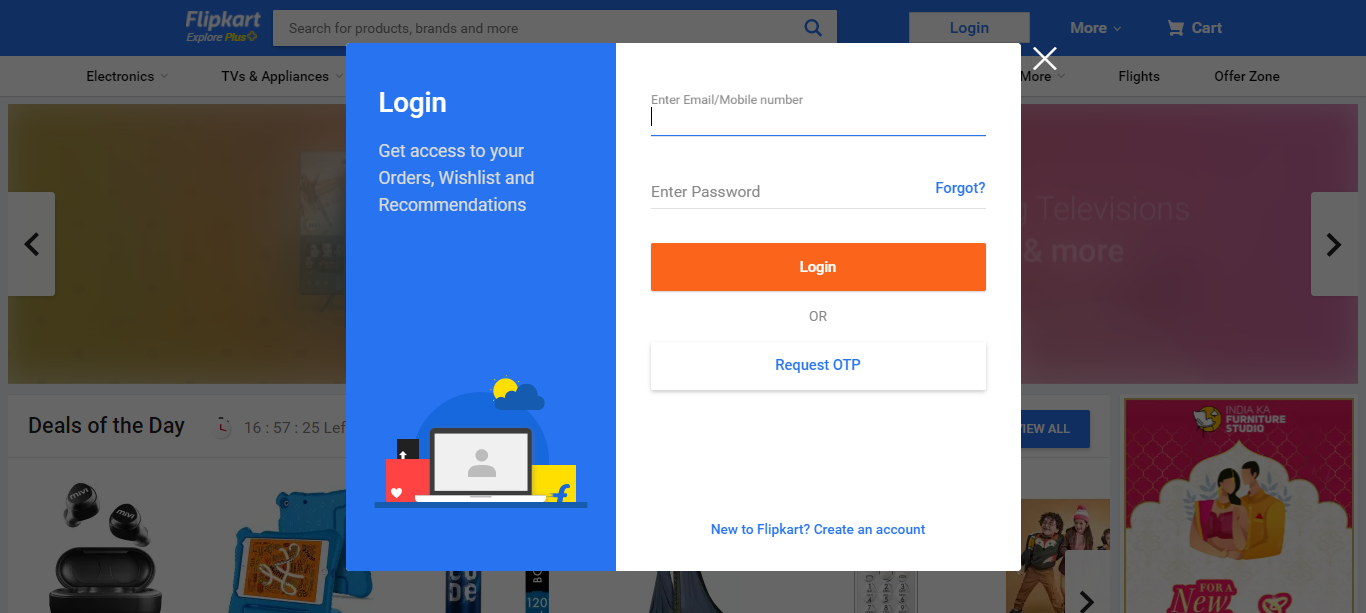 Flipkart
Explore Plus
Search for products, brands and more
Login
More
Cart
Electronics
TVs & Appliances
More
Flights
Offer Zone
Login
Get access to your
Orders, Wishlist and
Recommendations
Enter Email/Mobile number
Enter Password
Forgot?
Login
OR
Request OTP
New to Flipkart? Create an account
Televisions
& more
Deals of the Day
16 : 57 : 25 Lef
VIEW ALL
INDIA KA
FURNITURE
STUDIO
mivi
mivi
120
FOR A
New